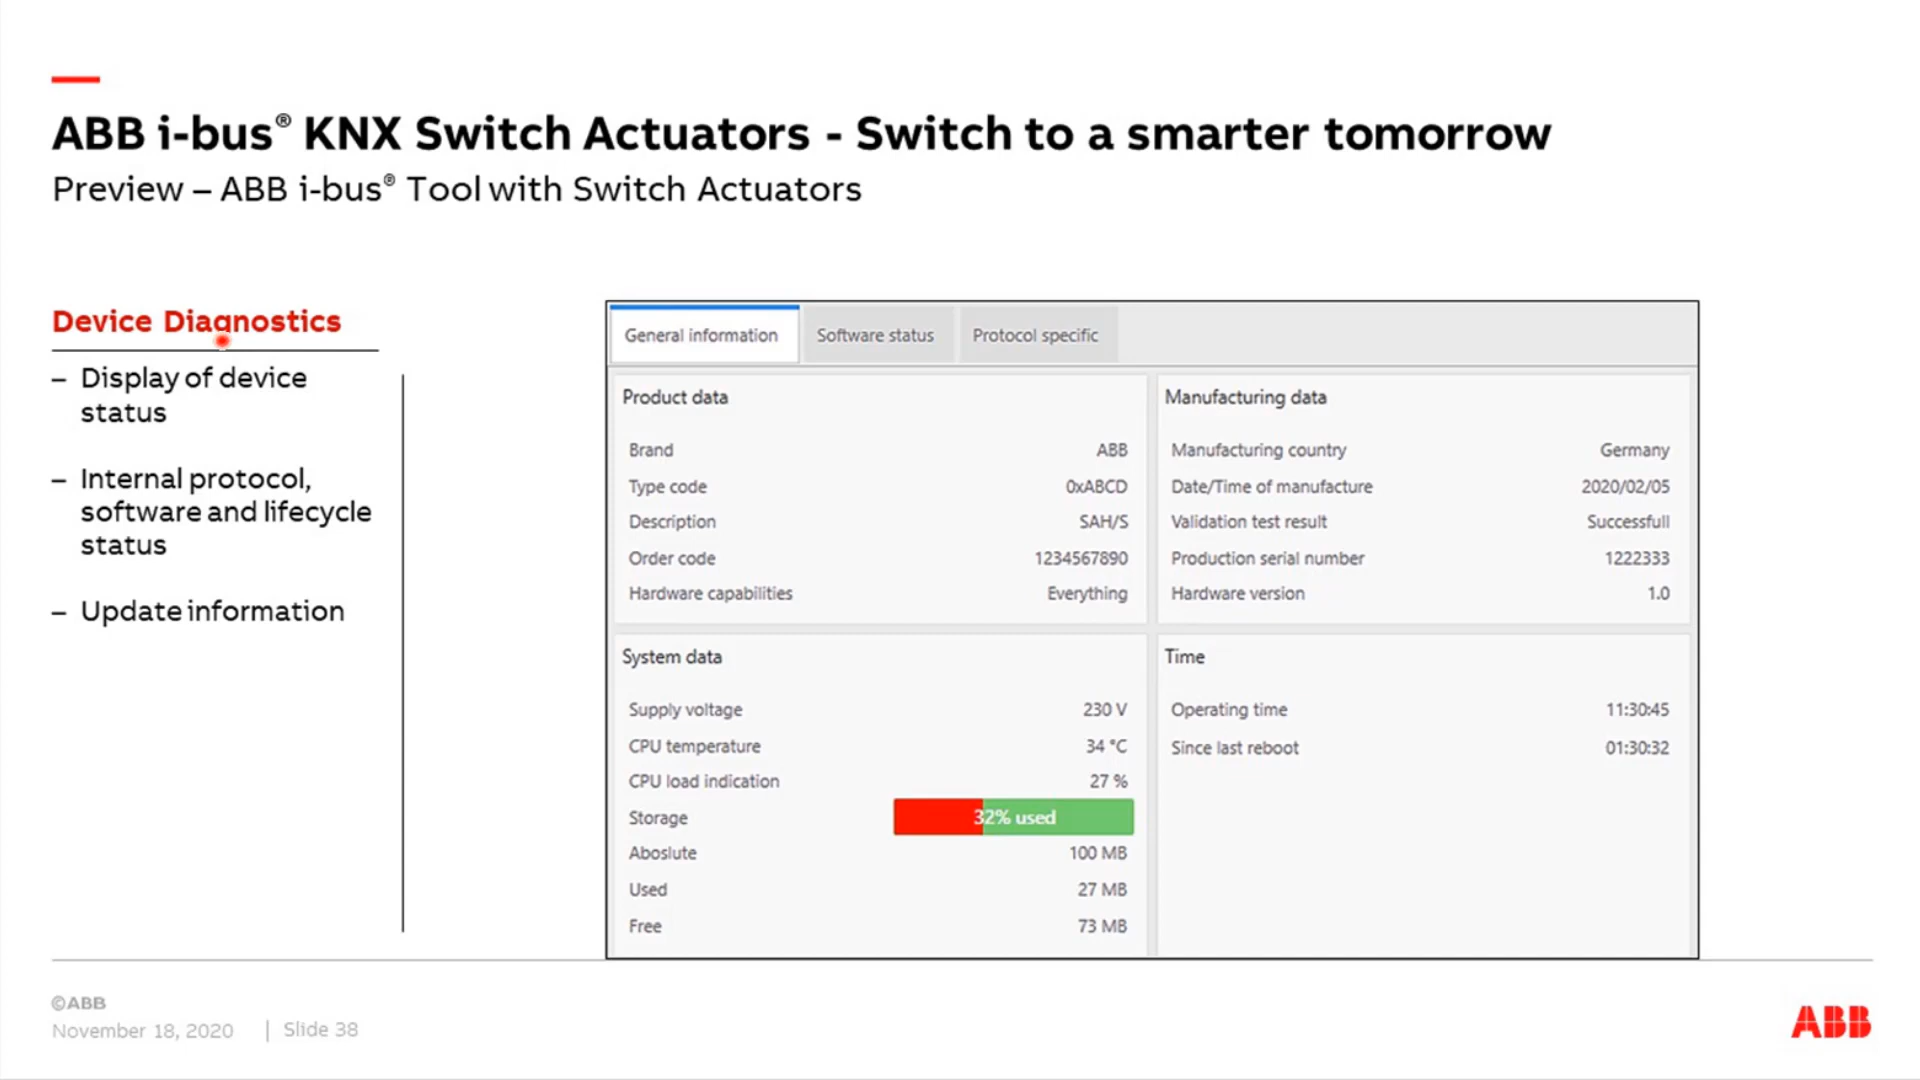 ABB i-bus® KNX Switch Actuators - Switch to a smarter tomorrow
Preview – ABB i-bus® Tool with Switch Actuators
Device Diagnostics
– Display of device
status
– Internal protocol,
software and lifecycle
status
– Update information
General information Software status Protocol specific
Product data
Brand ABB
Type code 0xABCD
Description SAH/S
Order code 1234567890
Hardware capabilities Everything
Manufacturing data
Manufacturing country Germany
Date/Time of manufacture 2020/02/05
Validation test result Successfull
Production serial number 1222333
Hardware version 1.0
System data
Supply voltage 230 V
CPU temperature 34 °C
CPU load indication 27 %
Storage 32% used
Aboslute 100 MB
Used 27 MB
Free 73 MB
Time
Operating time 11:30:45
Since last reboot 01:30:32
©ABB
November 18, 2020 | Slide 38
ABB